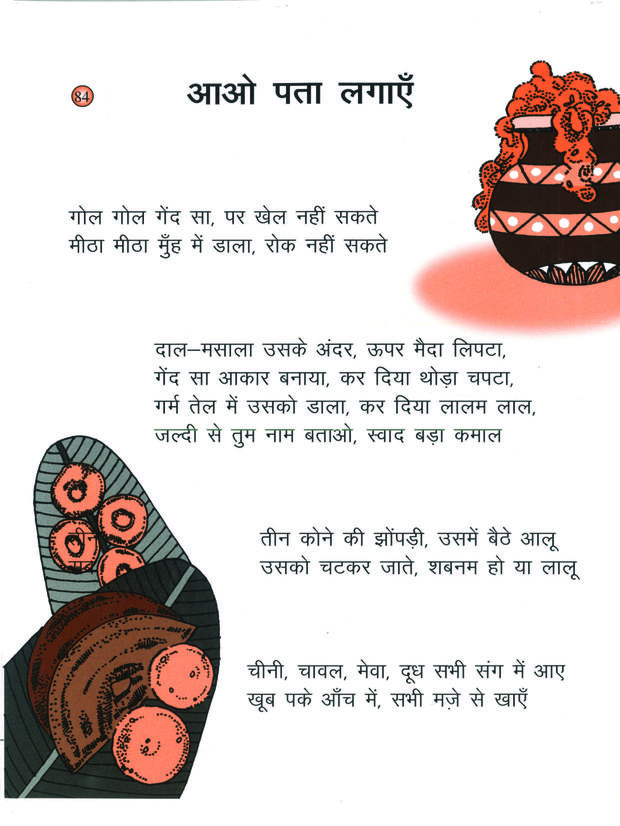 84
आओ पता लगाएँ
गोल गोल गेंद सा, पर खेल नहीं सकते
मीठा मीठा मुँह में डाला, रोक नहीं सकते
दाल–मसाला उसके अंदर, ऊपर मैदा लिपटा,
गेंद सा आकार बनाया, कर दिया थोड़ा चपटा,
गर्म तेल में उसको डाला, कर दिया लालम लाल,
जल्दी से तुम नाम बताओ, स्वाद बड़ा कमाल
तीन कोने की झोंपड़ी, उसमें बैठे आलू
उसको चटकर जाते, शबनम हो या लालू
चीनी, चावल, मेवा, दूध सभी संग में आए
खूब पके आँच में, सभी मज़े से खाएँ